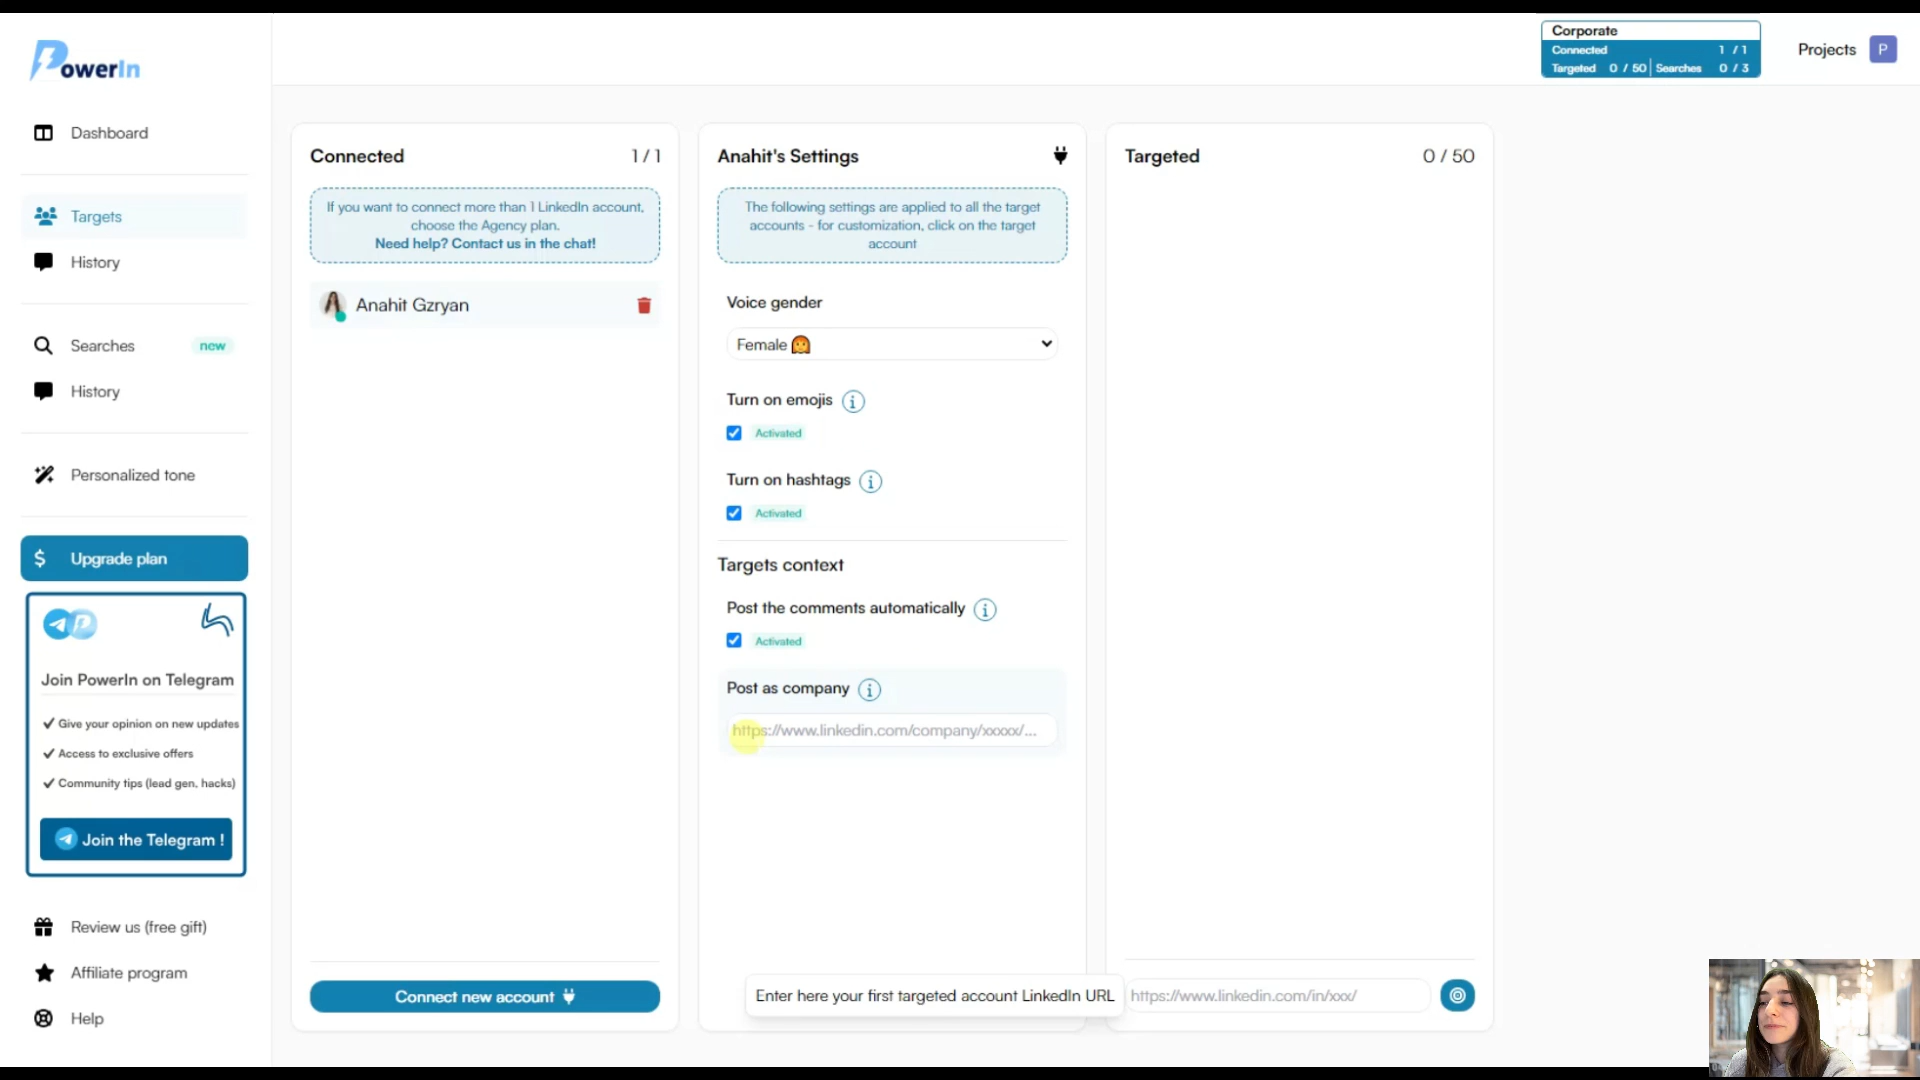 PowerIn
Dashboard
Targets
History
Searches
new
History
Personalized tone
$ Upgrade plan
Join PowerIn on Telegram
✓ Give your opinion on new updates
✓ Access to exclusive offers
✓ Community tips (lead gen, hacks)
Join the Telegram !
Review us (free gift)
Affiliate program
Help
Corporate
Connected 1 / 1
Targeted 0 / 50 | Searches 0 / 3
Projects P
Connected 1 / 1
If you want to connect more than 1 LinkedIn account,
choose the Agency plan.
Need help? Contact us in the chat!
Anahit Gzryan
Connect new account
Anahit's Settings
The following settings are applied to all the target
accounts - for customization, click on the target
account
Voice gender
Female
Turn on emojis i
Activated
Turn on hashtags i
Activated
Targets context
Post the comments automatically i
Activated
Post as company i
https://www.linkedin.com/company/xxxxx/...
Targeted 0 / 50
Enter here your first targeted account LinkedIn URL
https://www.linkedin.com/in/xxx/